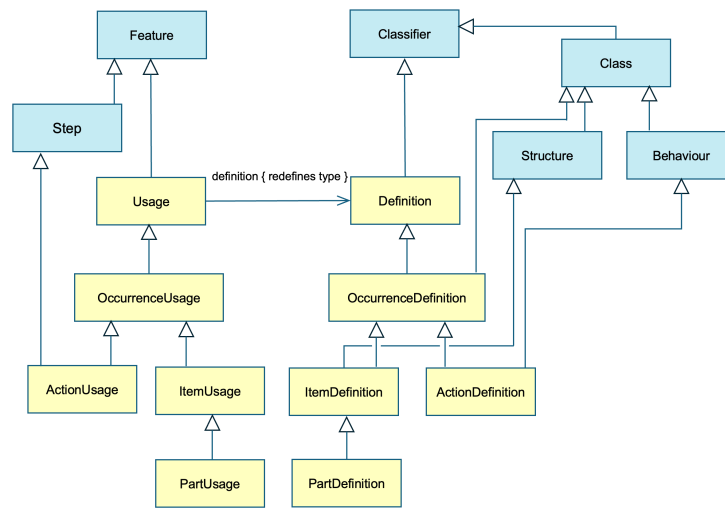 Feature
Classifier
Class
Step
Structure
Behaviour
definition { redefines type }
Usage
Definition
OccurrenceUsage
OccurrenceDefinition
ActionUsage
ItemUsage
ItemDefinition
ActionDefinition
PartUsage
PartDefinition